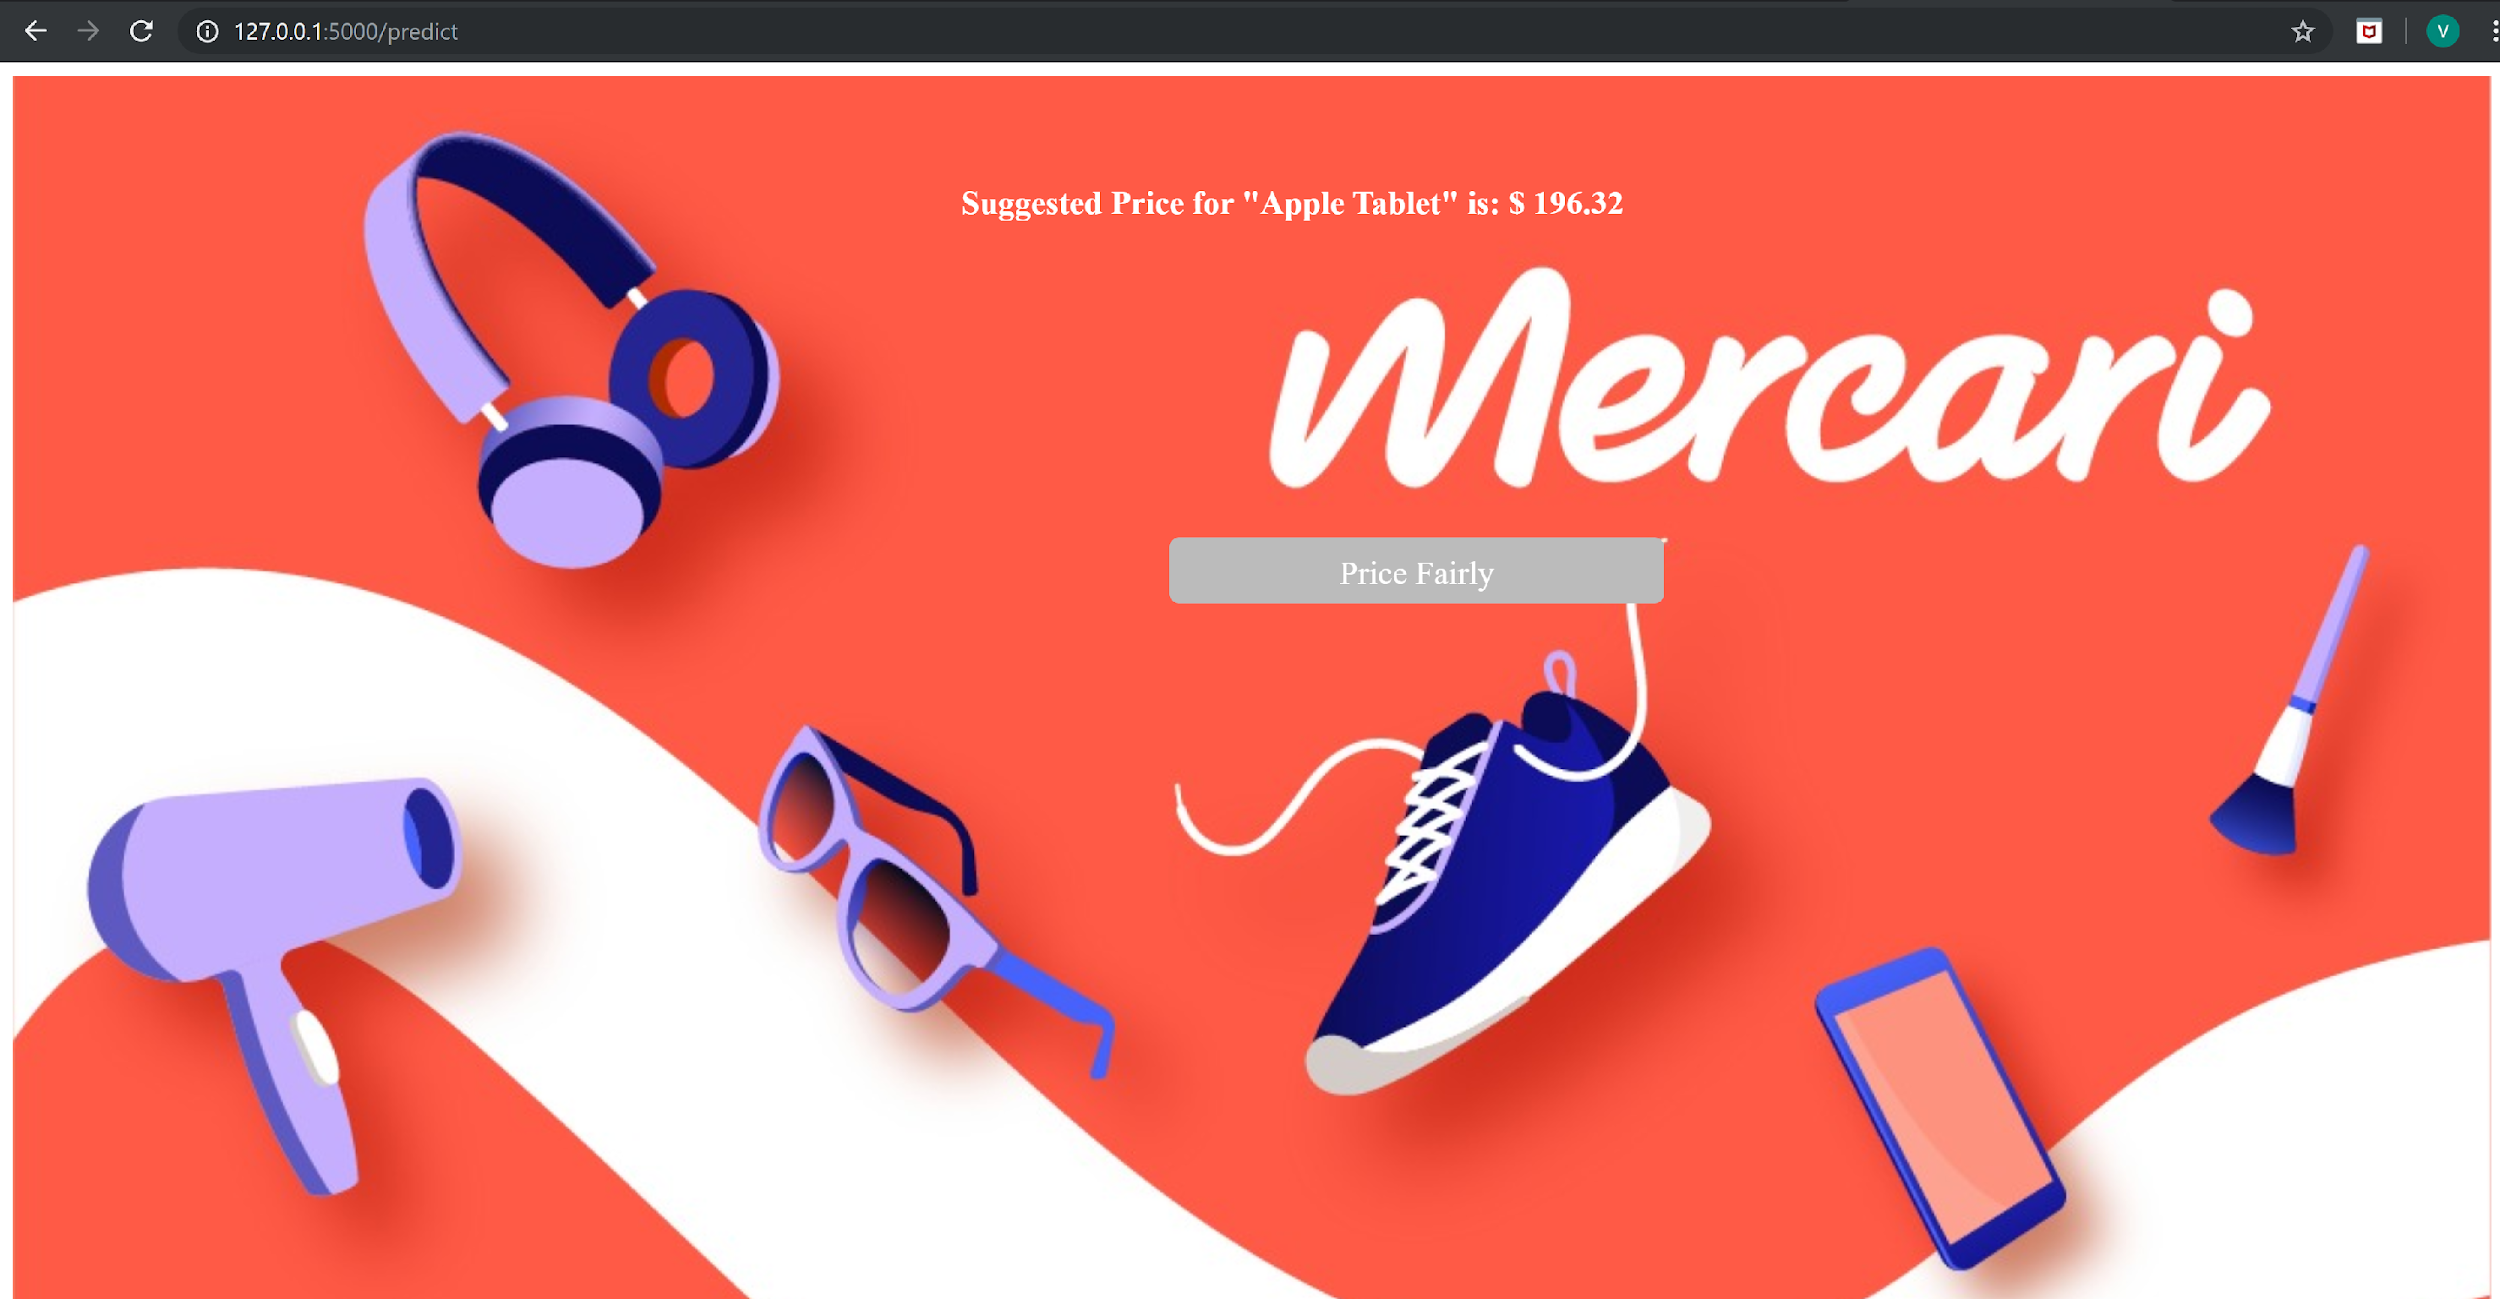 127.0.0.1:5000/predict
V
Suggested Price for "Apple Tablet" is: $ 196.32
Mercari
Price Fairly